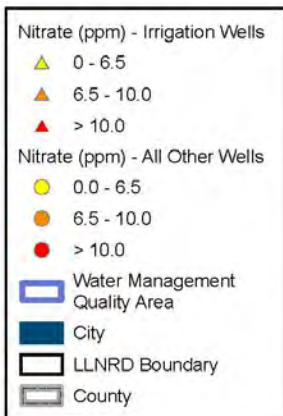 Nitrate (ppm) - Irrigation Wells
0 - 6.5
6.5 - 10.0
> 10.0
Nitrate (ppm) - All Other Wells
0.0 - 6.5
6.5 - 10.0
> 10.0
Water Management
Quality Area
City
LLNRD Boundary
County